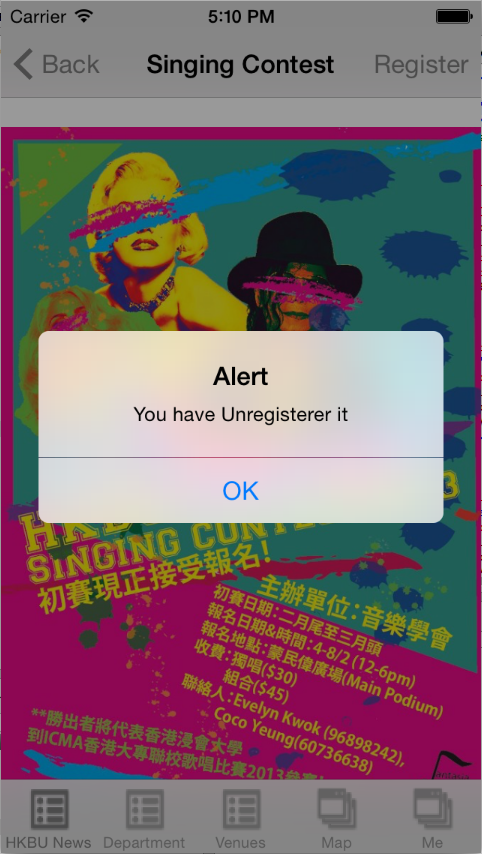 Carrier 5:10 PM
Back Singing Contest Register
Alert
You have Unregisterer it
OK
3
SINGING CONTEST
初賽現正接受報名!
主辦單位:音樂學會
初賽日期:二月尾至三月頭
報名日期&時間:4-8/2 (12-6pm)
報名地點:蒙民偉廣場(Main Podium)
收費:獨唱($30)
組合($45)
聯絡人:Evelyn Kwok (96898242),
Coco Yeung(60736638)
**勝出者將代表香港浸會大學
到ICMA香港大專聯校歌唱比賽2013參賽
HKBU News Department Venues Map Me